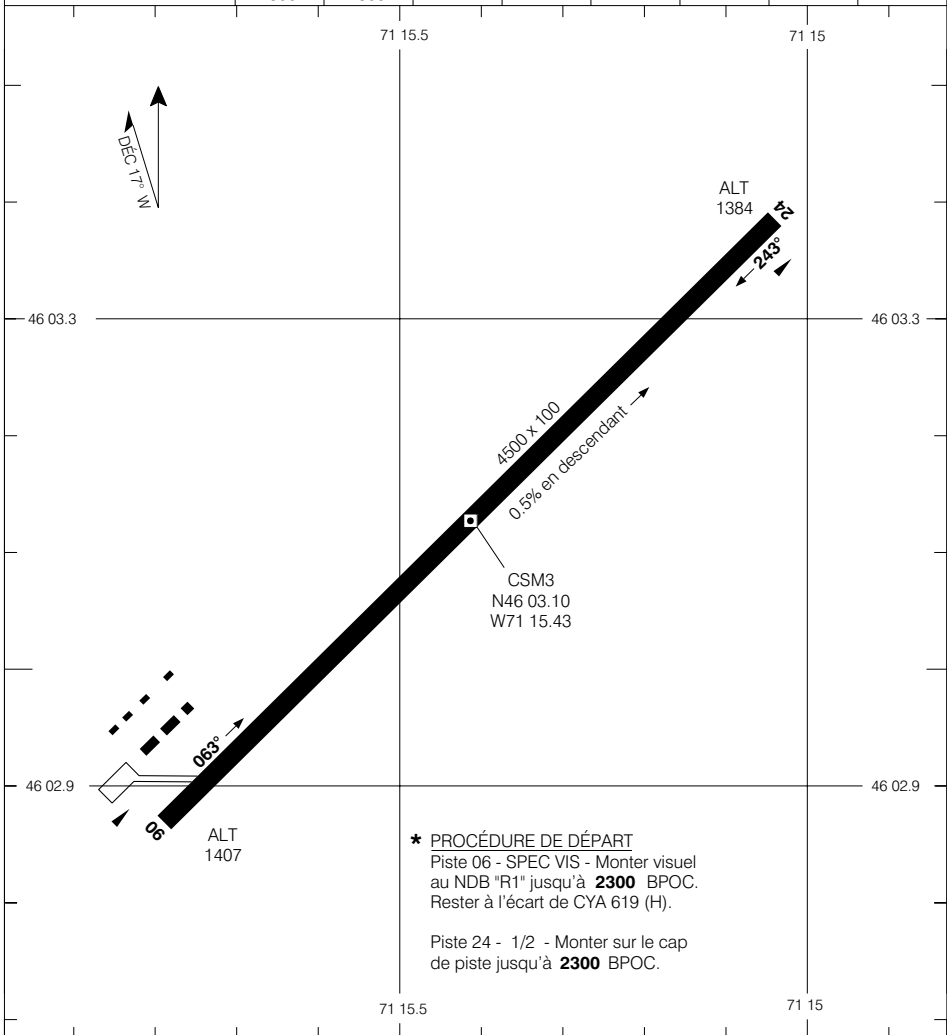 71 15.5
71 15
DÉC 17° W
ALT
1384
24
243°
46 03.3
46 03.3
4500 x 100
0.5% en descendant
CSM3
N46 03.10
W71 15.43
063°
46 02.9
46 02.9
06
ALT
1407
* PROCÉDURE DE DÉPART
Piste 06 - SPEC VIS - Monter visuel
au NDB "R1" jusqu'à 2300 BPOC.
Rester à l'écart de CYA 619 (H).
Piste 24 - 1/2 - Monter sur le cap
de piste jusqu'à 2300 BPOC.
71 15.5
71 15